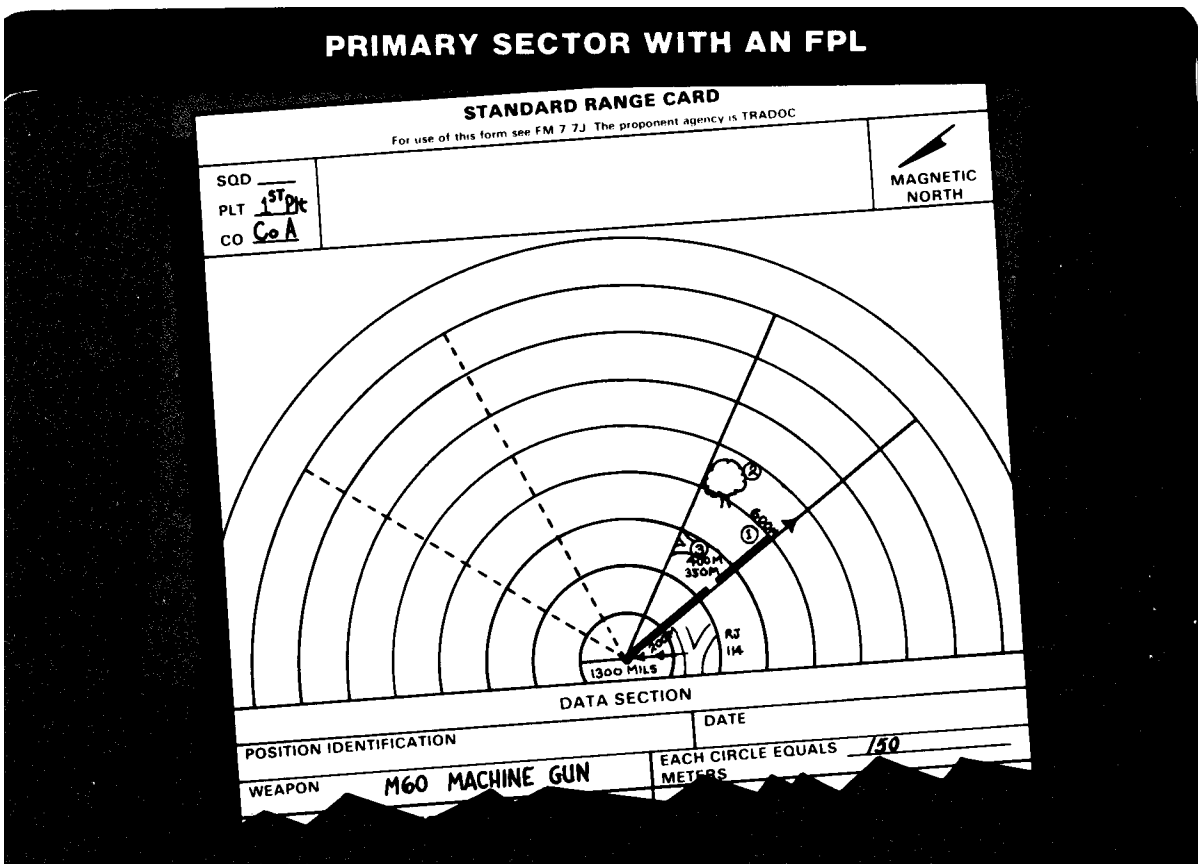 PRIMARY SECTOR WITH AN FPL
STANDARD RANGE CARD
For use of this form see FM 7 7J The proponent agency is TRADOC
SQD
PLT 1ST Plt
CO Co A
MAGNETIC
NORTH
2
600M
1
3
400M
350M
200M
RJ
114
1300 MILS
DATA SECTION
POSITION IDENTIFICATION
DATE
WEAPON M60 MACHINE GUN
EACH CIRCLE EQUALS 150
METERS